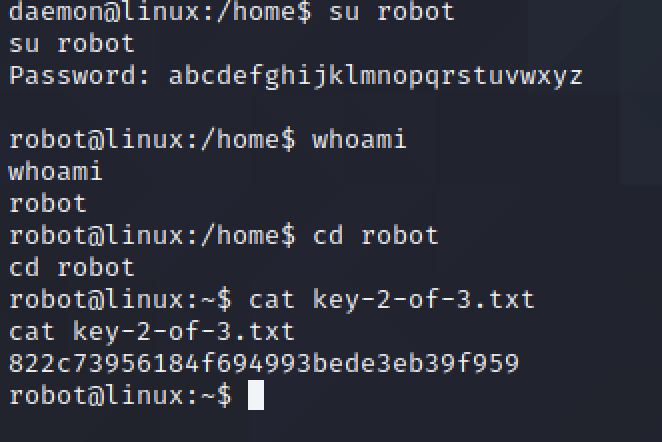 daemon@linux:/home$ su robot
su robot
Password: abcdefghijklmnopqrstuvwxyz
robot@linux:/home$ whoami
whoami
robot
robot@linux:/home$ cd robot
cd robot
robot@linux:~$ cat key-2-of-3.txt
cat key-2-of-3.txt
822c73956184f694993bede3eb39f959
robot@linux:~$